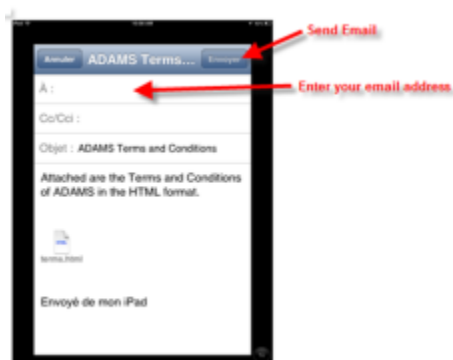 Send Email
Annuler ADAMS Terms... Envoyer
À :
Enter your email address
Cc/Cci :
Objet : ADAMS Terms and Conditions
Attached are the Terms and Conditions
of ADAMS in the HTML format.
terms.html
Envoyé de mon iPad